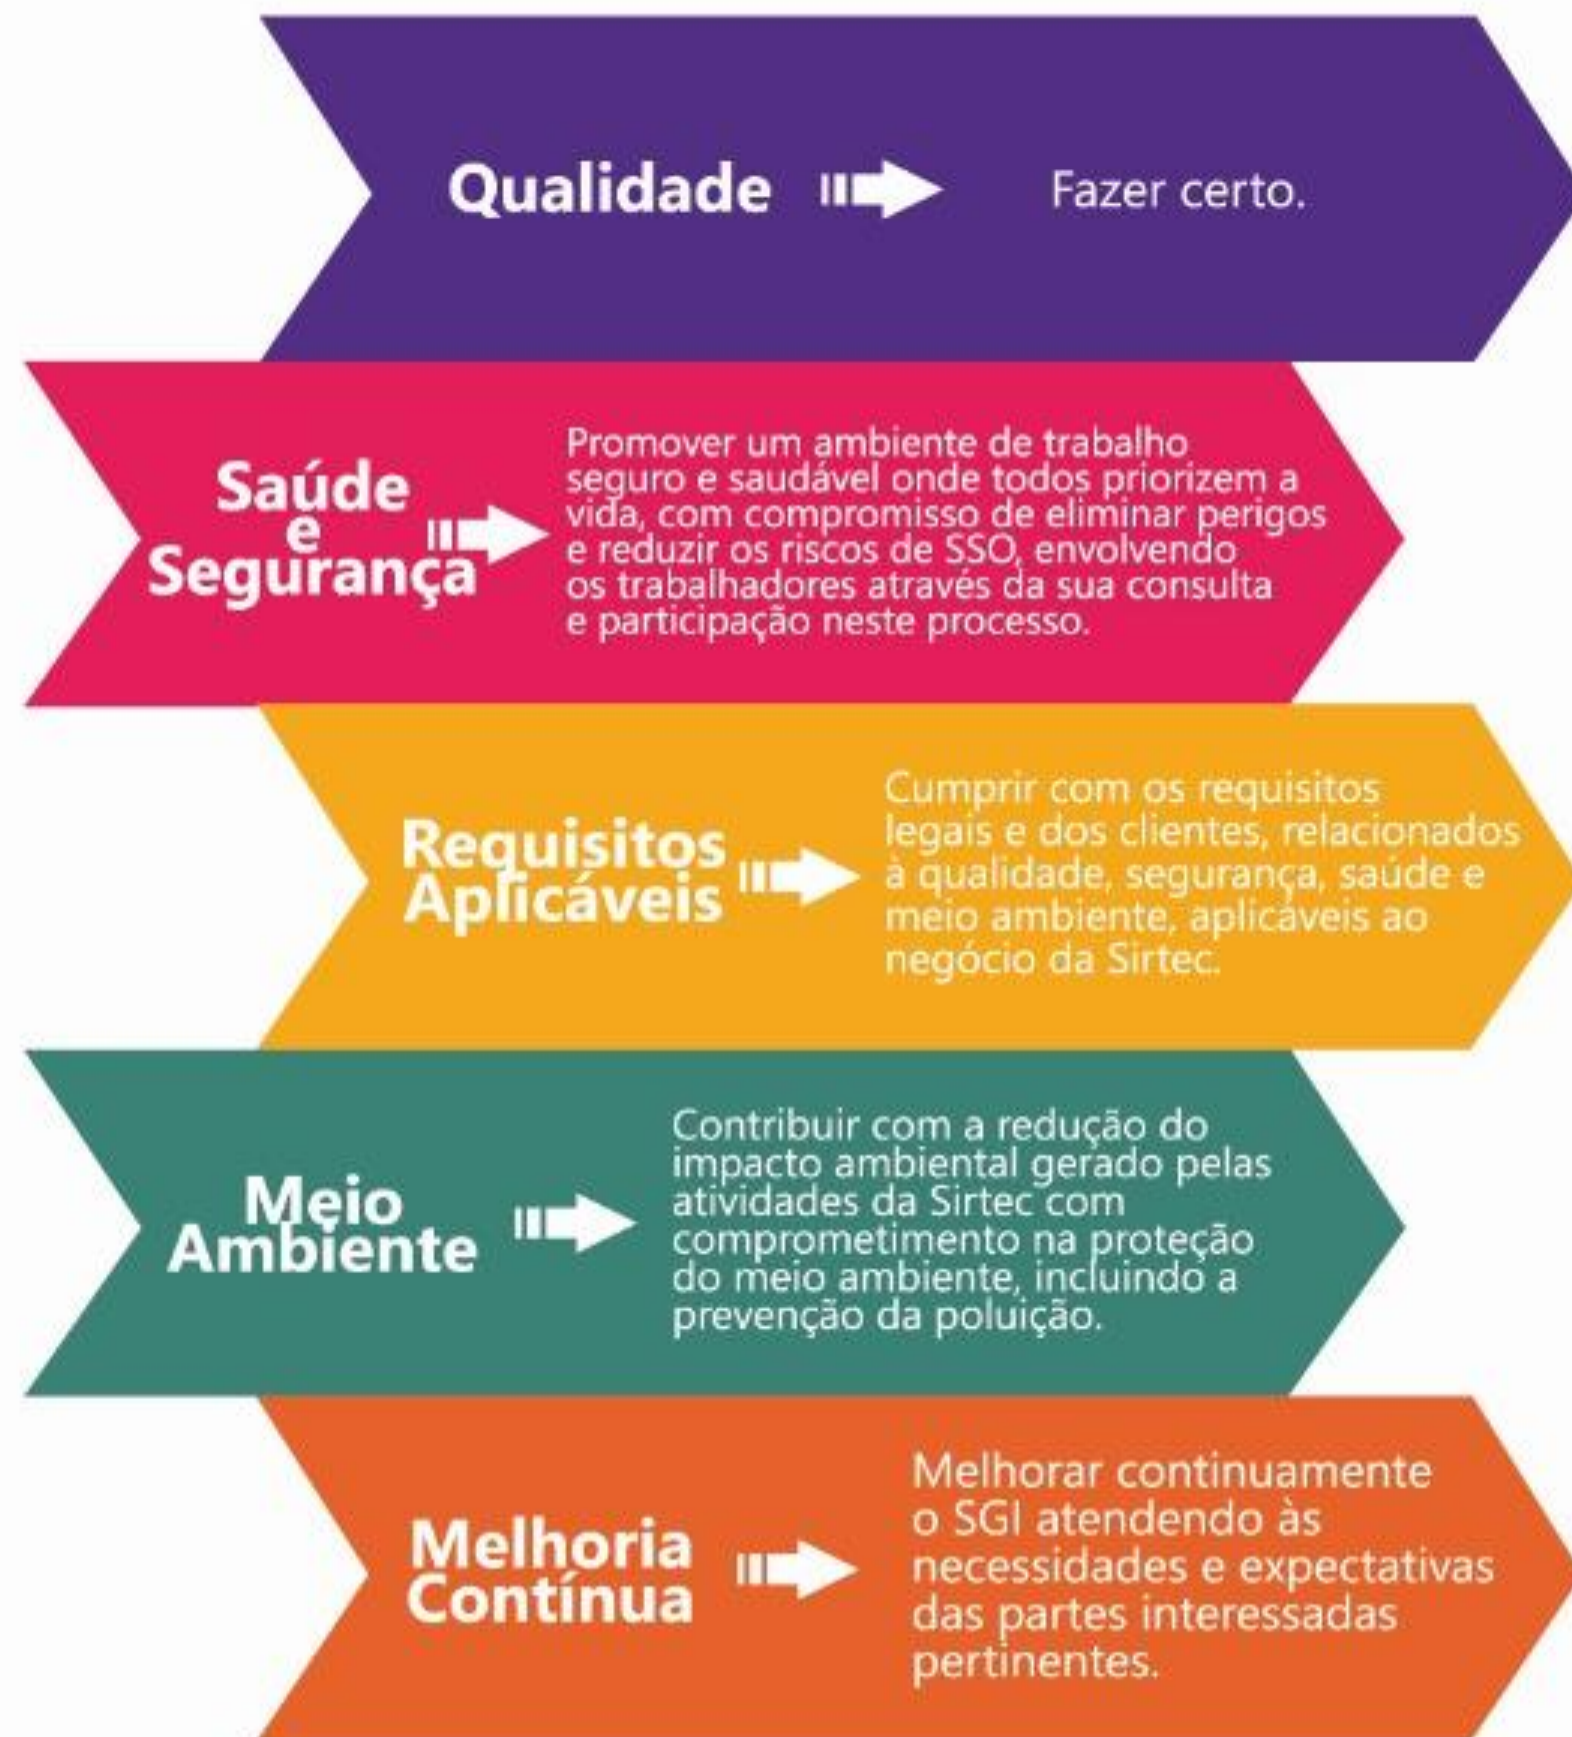 Qualidade
Fazer certo.
Saúde
e
Segurança
Promover um ambiente de trabalho
seguro e saudável onde todos priorizem a
vida, com compromisso de eliminar perigos
e reduzir os riscos de SSO, envolvendo
os trabalhadores através da sua consulta
e participação neste processo.
Requisitos
Aplicáveis
Cumprir com os requisitos
legais e dos clientes, relacionados
à qualidade, segurança, saúde e
meio ambiente, aplicáveis ao
negócio da Sirtec.
Meio
Ambiente
Contribuir com a redução do
impacto ambiental gerado pelas
atividades da Sirtec com
comprometimento na proteção
do meio ambiente, incluindo a
prevenção da poluição.
Melhoria
Contínua
Melhorar continuamente
o SGI atendendo às
necessidades e expectativas
das partes interessadas
pertinentes.